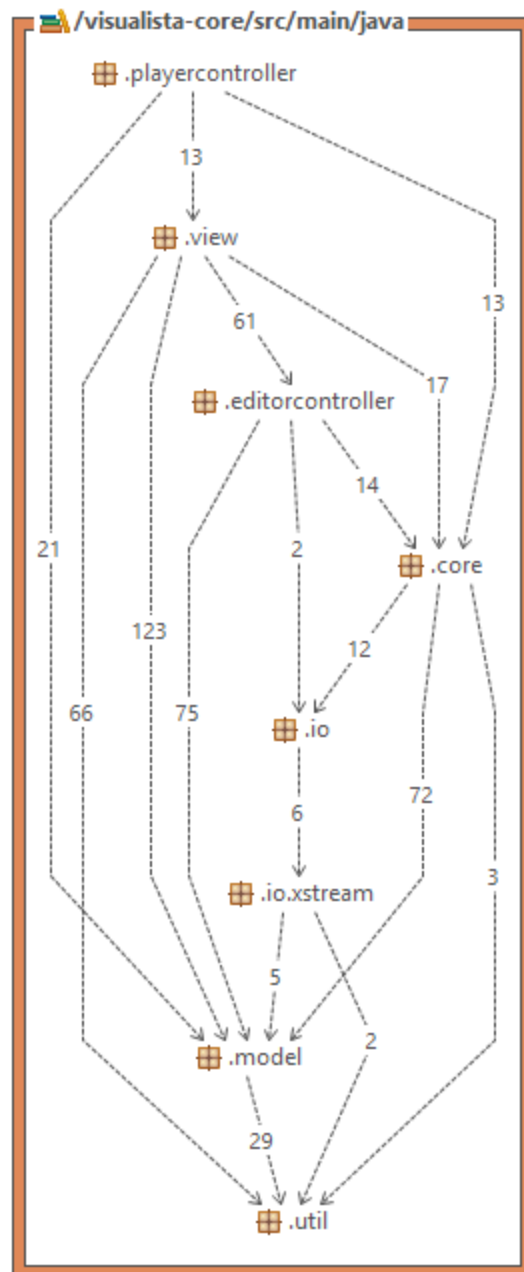 /visualista-core/src/main/java
.playercontroller
13
.view
13
61
17
.editorcontroller
14
21
2
.core
123
12
66
75
.io
72
6
3
.io.xstream
5
2
.model
29
.util